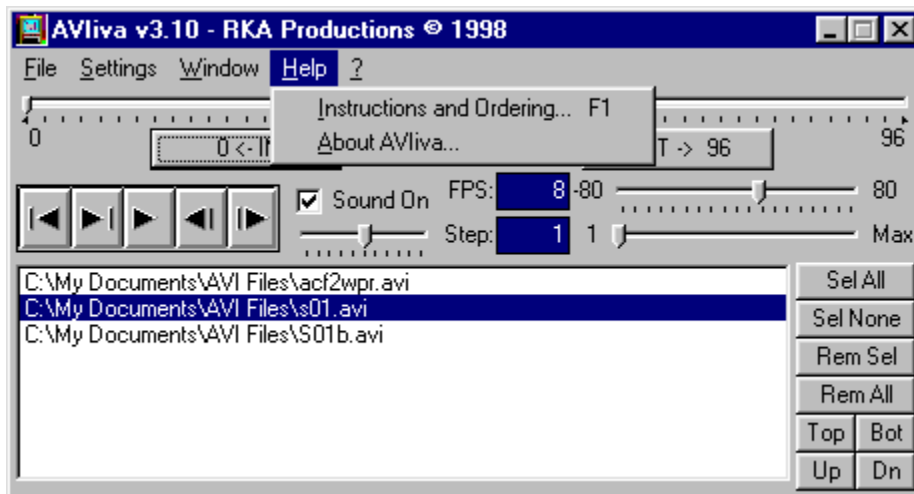 AVIiva v3.10 - RKA Productions © 1998
File Settings Window Help ?
Instructions and Ordering... F1
About AVIiva...
0 96
0 <- IN
T -> 96
Sound On FPS: 8 -80 80
Step: 1 1 Max
C:\My Documents\AVI Files\acf2wpr.avi
C:\My Documents\AVI Files\s01.avi
C:\My Documents\AVI Files\S01b.avi
Sel All
Sel None
Rem Sel
Rem All
Top Bot
Up Dn